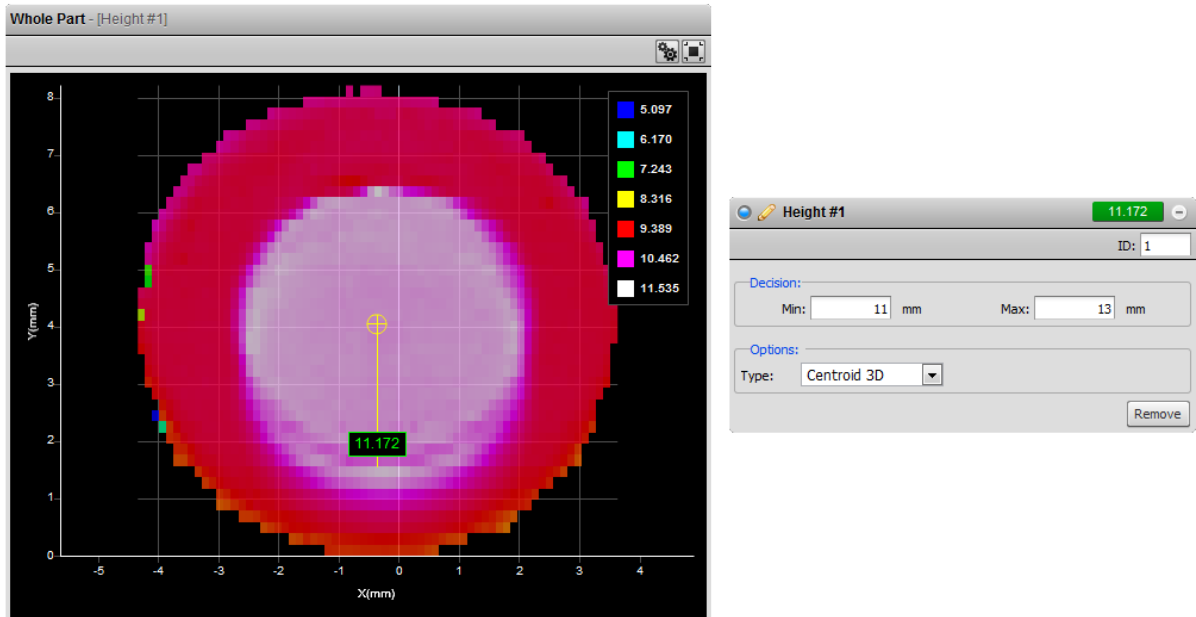 Whole Part - [Height #1]
8
7
6
5
4
3
2
1
0
Y(mm)
-5 -4 -3 -2 -1 0 1 2 3 4
X(mm)
5.097
6.170
7.243
8.316
9.389
10.462
11.535
11.172
Height #1 11.172
ID: 1
Decision:
Min: 11 mm Max: 13 mm
Options:
Type: Centroid 3D
Remove